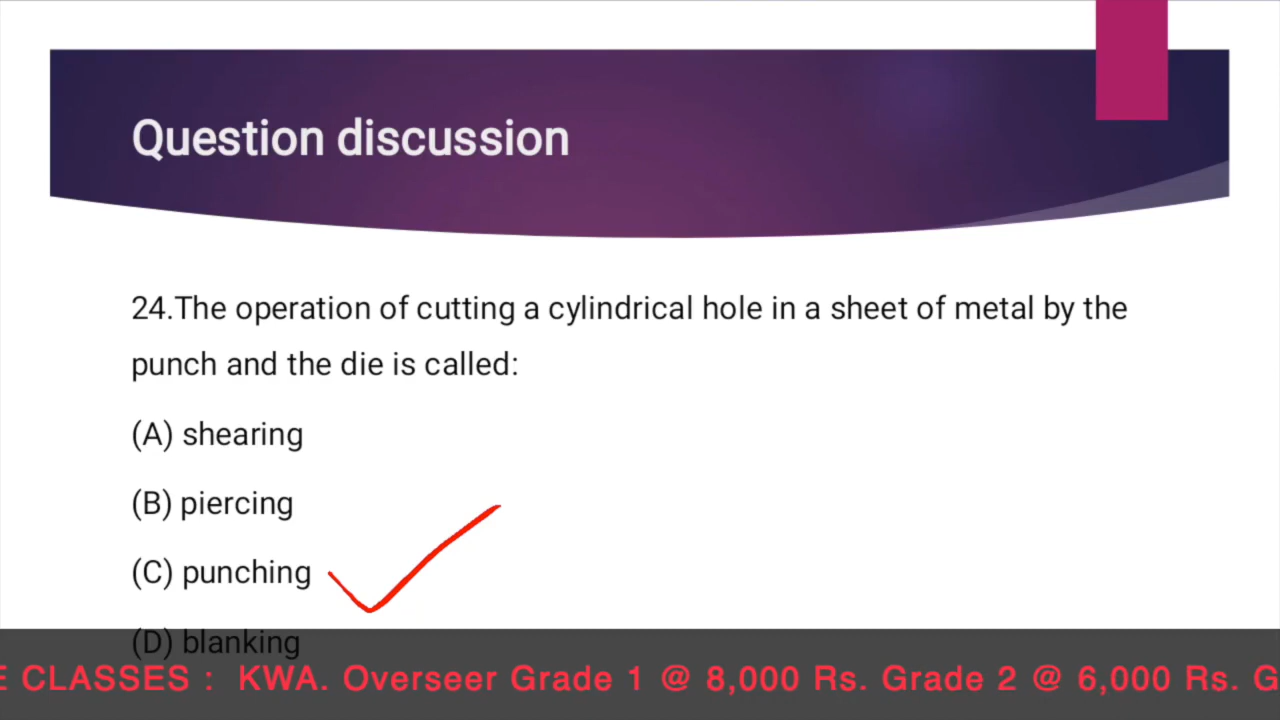 Question discussion
24.The operation of cutting a cylindrical hole in a sheet of metal by the
punch and the die is called:
(A) shearing
(B) piercing
(C) punching
(D) blanking
E CLASSES : KWA. Overseer Grade 1 @ 8,000 Rs. Grade 2 @ 6,000 Rs. G